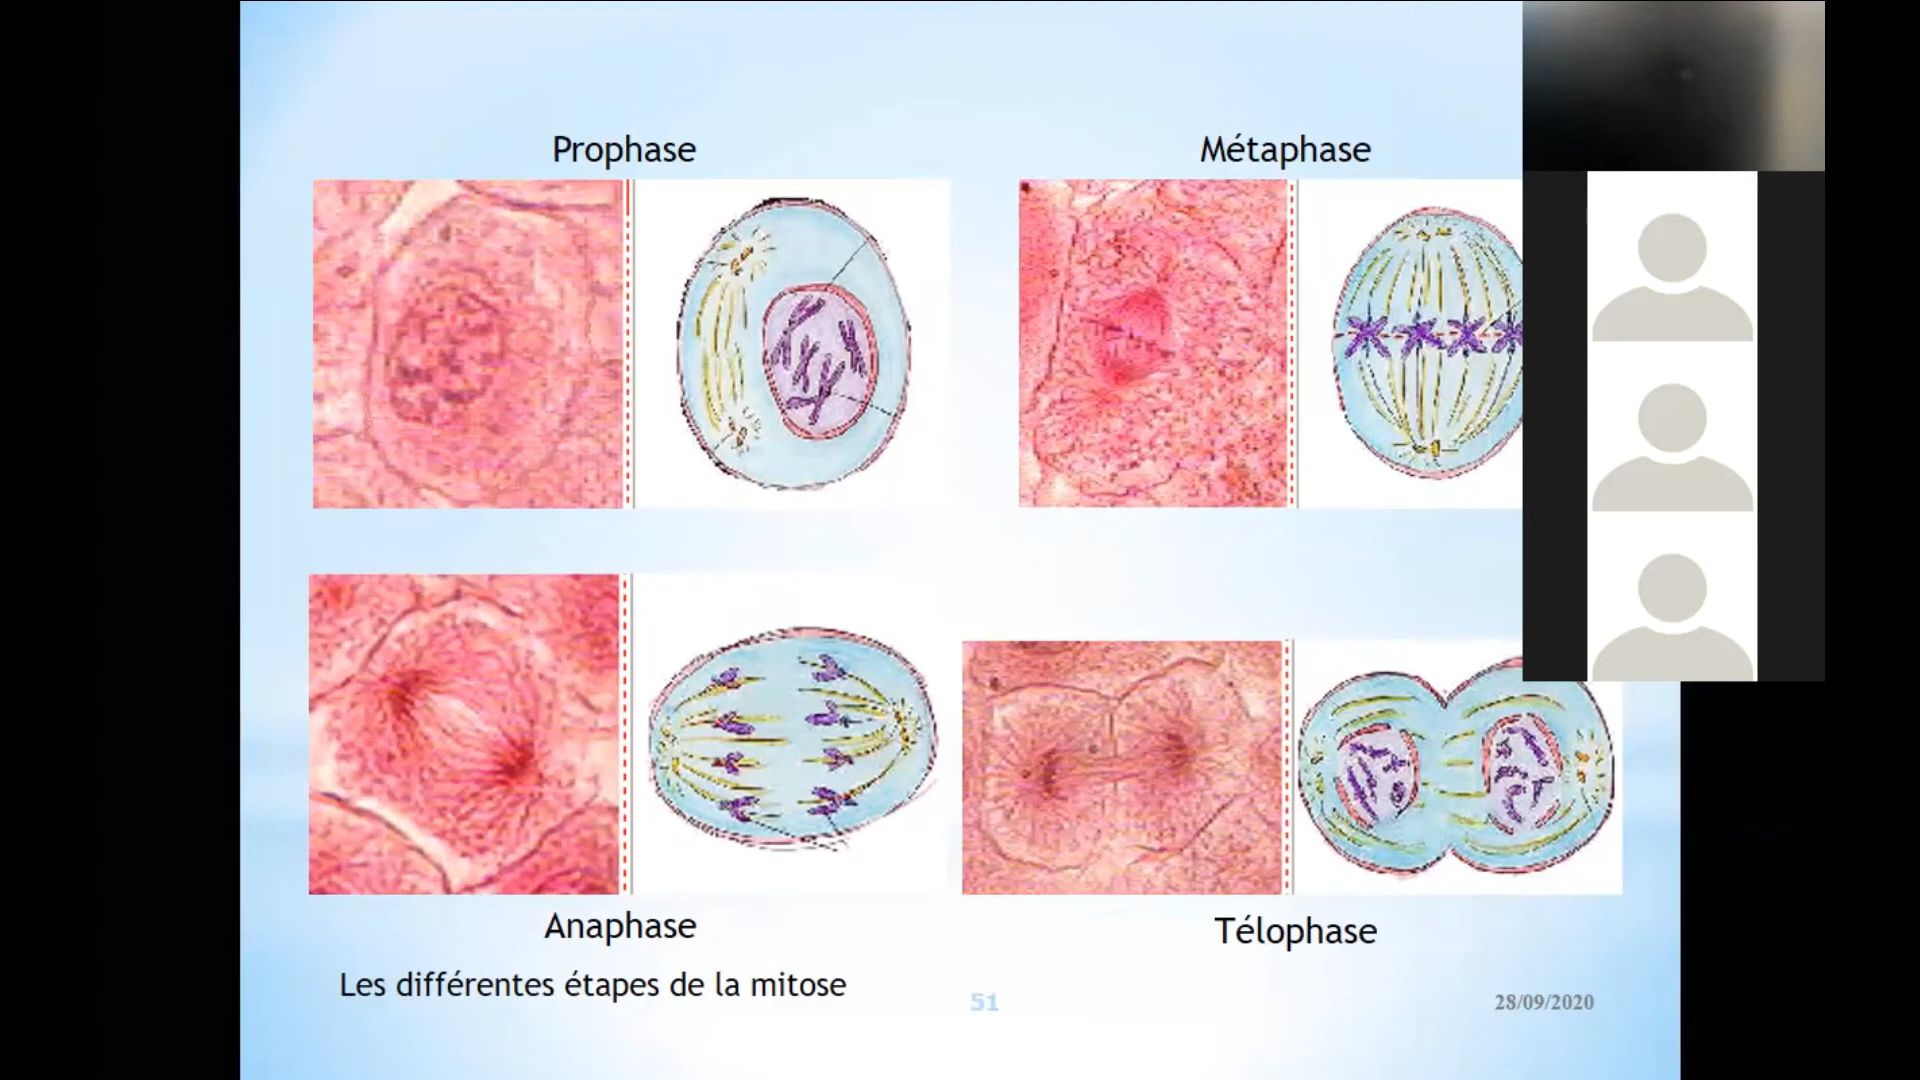 Prophase
Métaphase
Anaphase
Télophase
Les différentes étapes de la mitose
51
28/09/2020